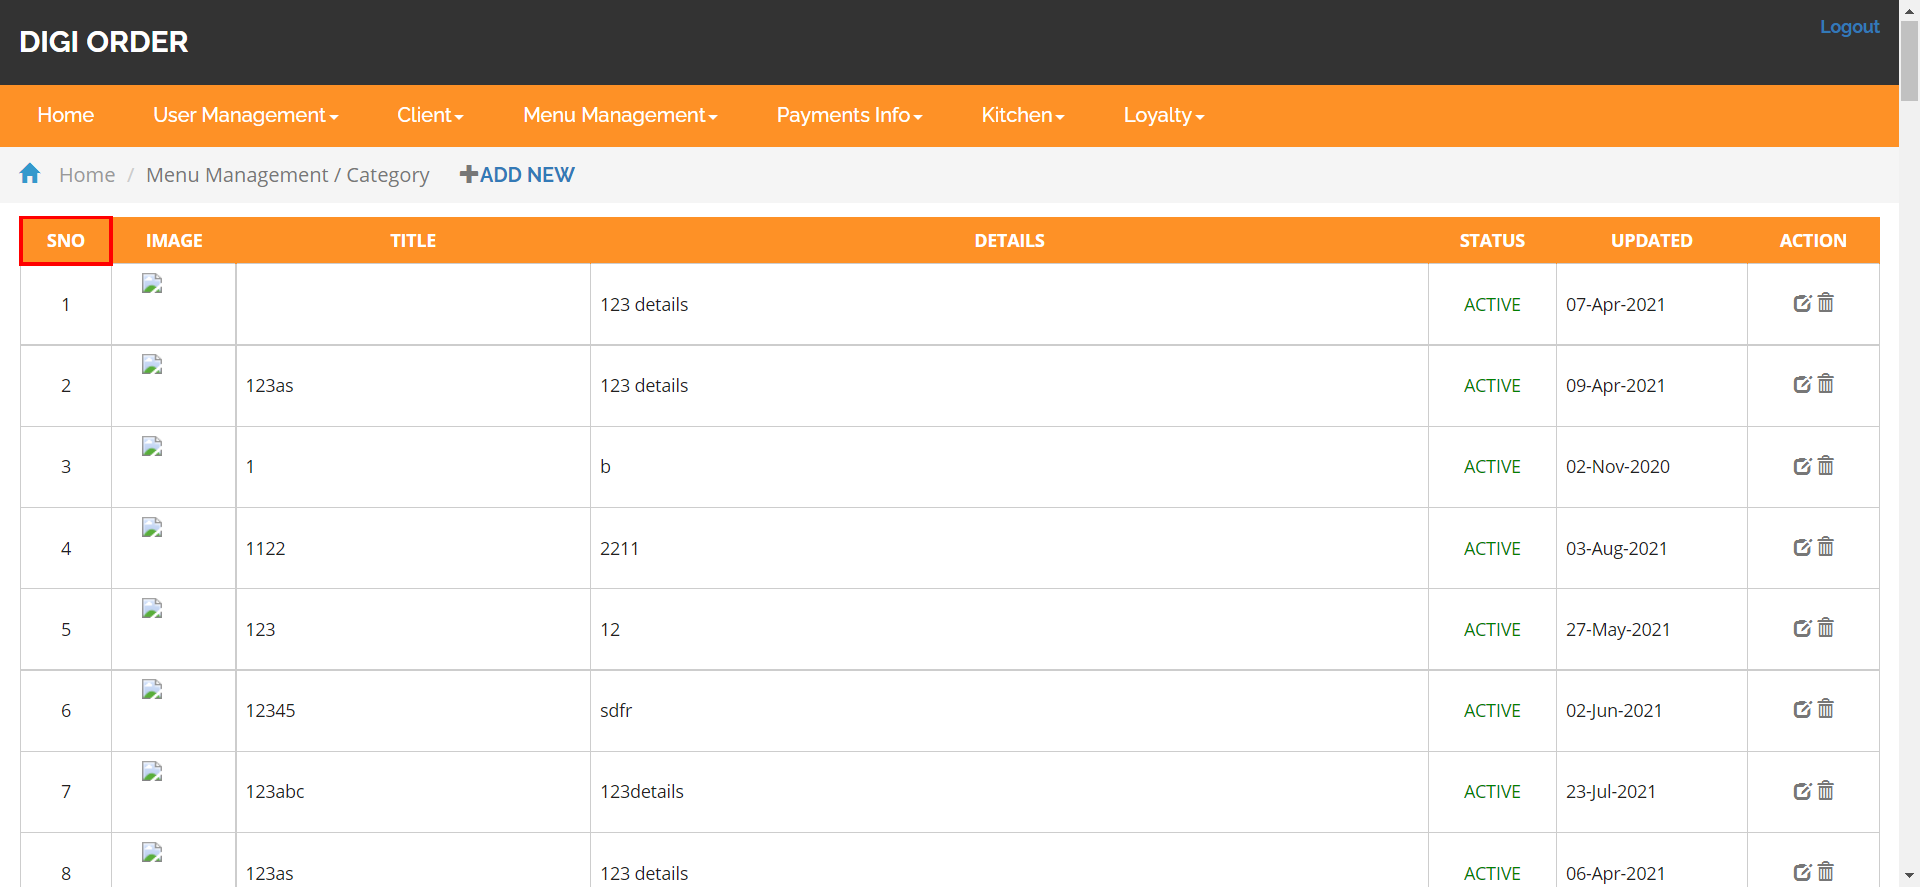 DIGI ORDER
Logout
Home User Management Client Menu Management Payments Info Kitchen Loyalty
Home / Menu Management / Category ADD NEW
SNO IMAGE TITLE DETAILS STATUS UPDATED ACTION
1 123 details ACTIVE 07-Apr-2021
2 123as 123 details ACTIVE 09-Apr-2021
3 1 b ACTIVE 02-Nov-2020
4 1122 2211 ACTIVE 03-Aug-2021
5 123 12 ACTIVE 27-May-2021
6 12345 sdfr ACTIVE 02-Jun-2021
7 123abc 123details ACTIVE 23-Jul-2021
8 123as 123 details ACTIVE 06-Apr-2021